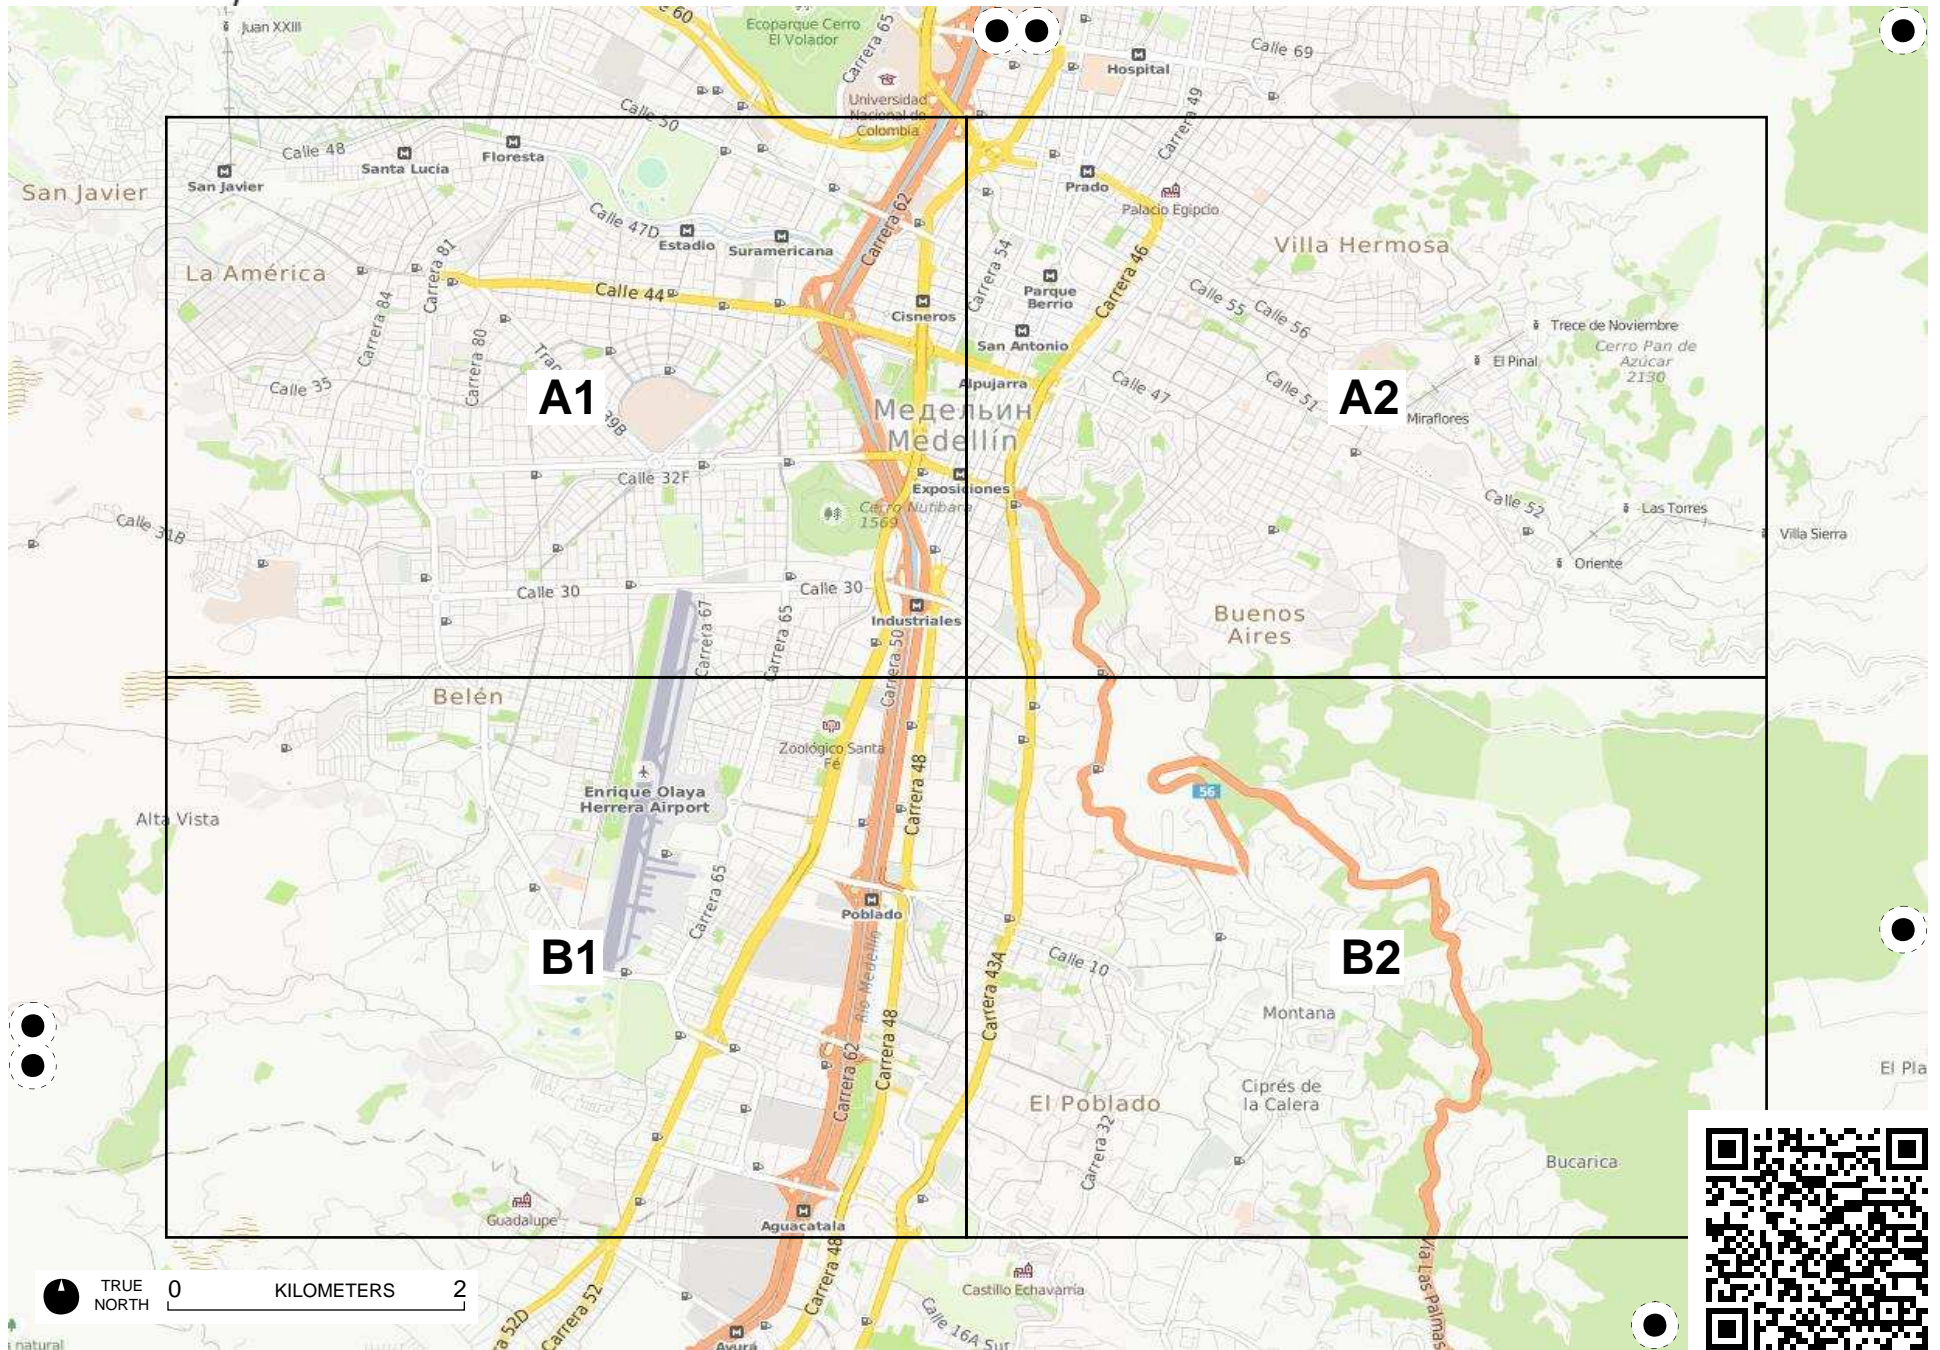 e 60
Ecoparque Cerro
El Volador
Carrera 65
Juan XXIII
Calle 69
Hospital
Universidad
Nacional de
Colombia
Carrera 49
Calle 50
Calle 48
Santa Lucía
Floresta
San Javier
San Javier
Prado
Palacio Egipcio
Calle 47D
Estadio
Suramericana
Carrera 62
Carrera 54
Carrera 46
Villa Hermosa
La América
Carrera 81
Carrera 84
Calle 44
Cisneros
Parque
Berrio
San Antonio
Calle 55
Calle 56
Trece de Noviembre
Cerro Pan de
Azúcar
2130
El Pinal
Carrera 80
Calle 35
A1
39B
Alpujarra
Calle 47
Calle 51
A2
Miraflores
Медельин
Medellín
Calle 32F
Exposiciones
Cerro Nutibara
1569
Calle 52
Las Torres
Villa Sierra
Oriente
Calle 31B
Calle 30
Calle 30
Industriales
Carrera 67
Carrera 65
Carrera 50
Buenos
Aires
Belén
Zoológico Santa
Fé
Carrera 48
56
Enrique Olaya
Herrera Airport
Alta Vista
Carrera 65
Poblado
B1
Río Medellín
Carrera 43A
Calle 10
B2
Montana
Carrera 48
Carrera 62
El Pla
Ciprés de
la Calera
El Poblado
Carrera 32
Bucarica
Guadalupe
Aguacatala
Carrera 48
Vía Las Palmas
Castillo Echavarría
Calle 16A Sur
TRUE
NORTH
0 KILOMETERS 2
ra 52D
Carrera 52
Ayurá
natural